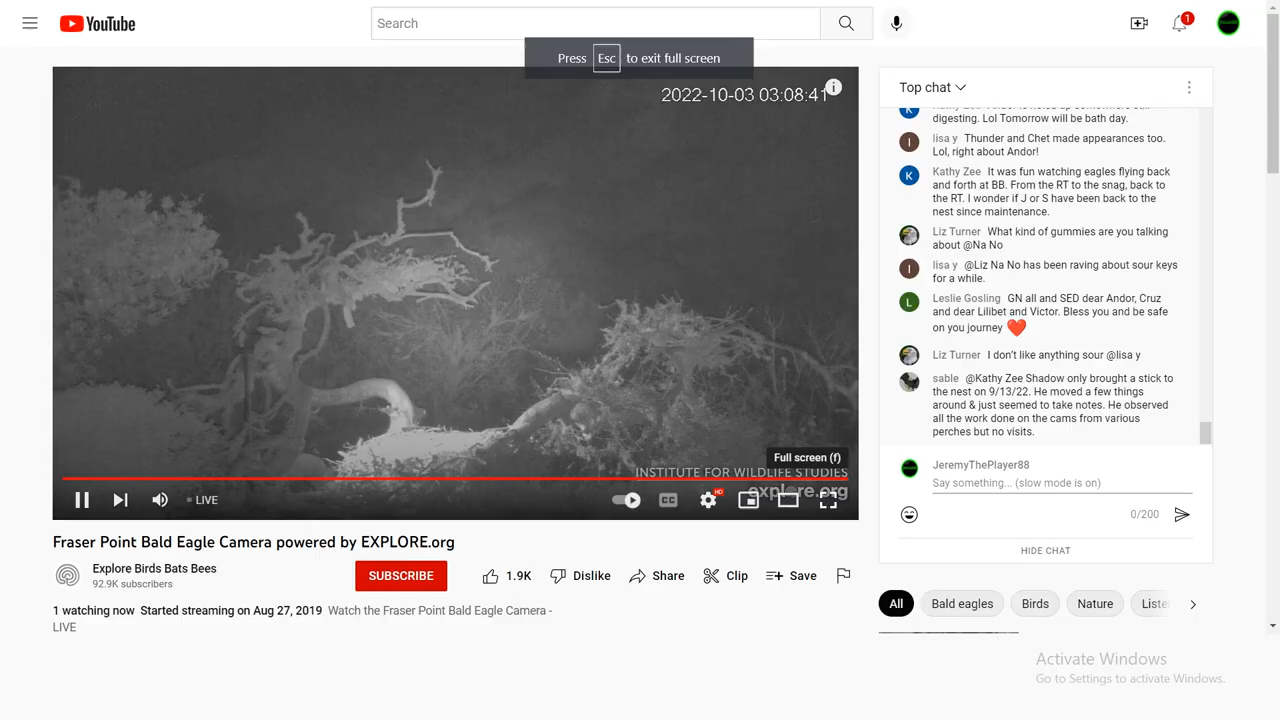 YouTube
Search
1
Press Esc to exit full screen
2022-10-03 03:08:41
INSTITUTE FOR WILDLIFE STUDIES
explore.org
Full screen (f)
LIVE
HD
CC
Fraser Point Bald Eagle Camera powered by EXPLORE.org
Explore Birds Bats Bees
92.9K subscribers
SUBSCRIBE
1.9K
Dislike
Share
Clip
Save
1 watching now Started streaming on Aug 27, 2019 Watch the Fraser Point Bald Eagle Camera -
LIVE
Top chat
digesting. Lol Tomorrow will be bath day.
I
lisa y Thunder and Chet made appearances too.
Lol, right about Andor!
K
Kathy Zee It was fun watching eagles flying back
and forth at BB. From the RT to the snag, back to
the RT. I wonder if J or S have been back to the
nest since maintenance.
Liz Turner What kind of gummies are you talking
about @Na No
I
lisa y @Liz Na No has been raving about sour keys
for a while.
L
Leslie Gosling GN all and SED dear Andor, Cruz
and dear Lilibet and Victor. Bless you and be safe
on you journey ❤️
Liz Turner I don't like anything sour @lisa y
sable @Kathy Zee Shadow only brought a stick to
the nest on 9/13/22. He moved a few things
around & just seemed to take notes. He observed
all the work done on the cams from various
perches but no visits.
JeremyThePlayer88
Say something... (slow mode is on)
0/200
HIDE CHAT
All
Bald eagles
Birds
Nature
Liste
Activate Windows
Go to Settings to activate Windows.